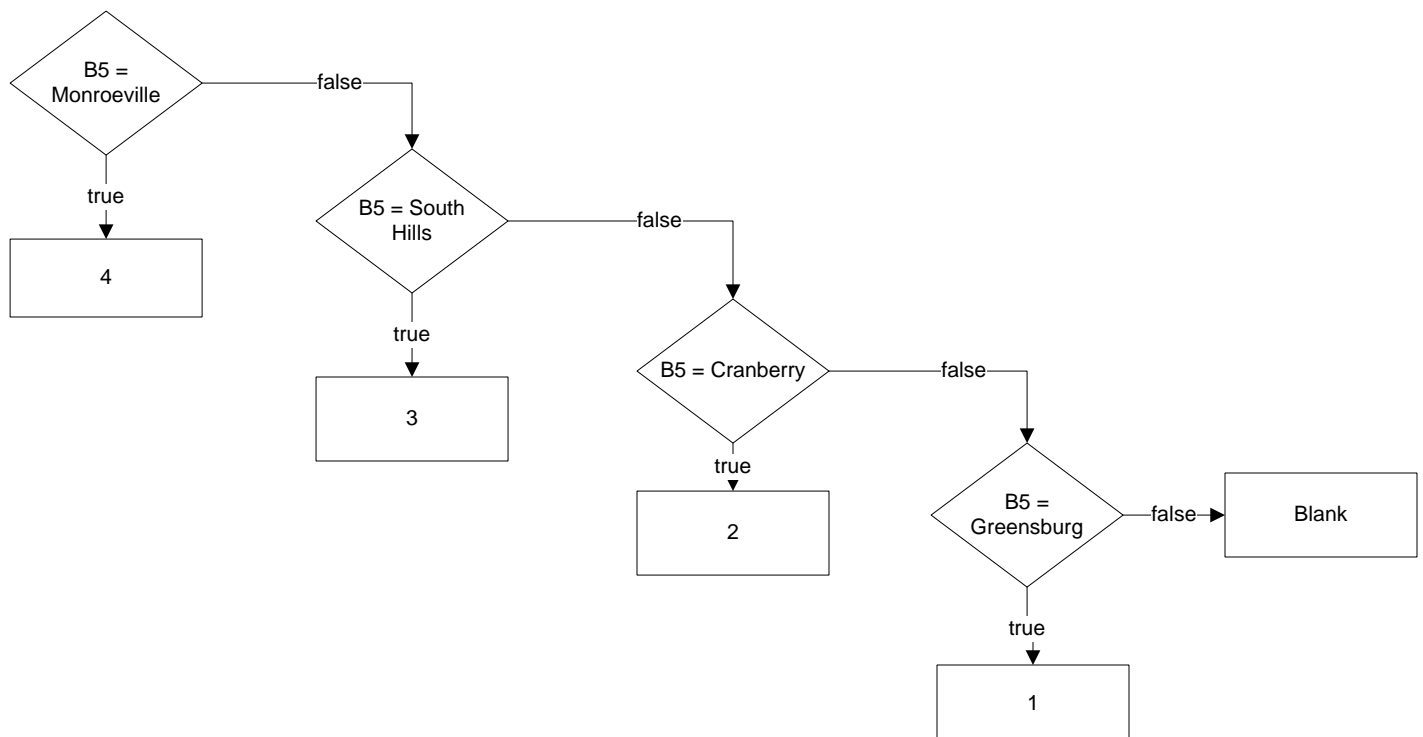 B5 =
Monroeville
false
true
4
B5 = South
Hills
false
true
3
B5 = Cranberry
false
true
2
B5 =
Greensburg
false
Blank
true
1